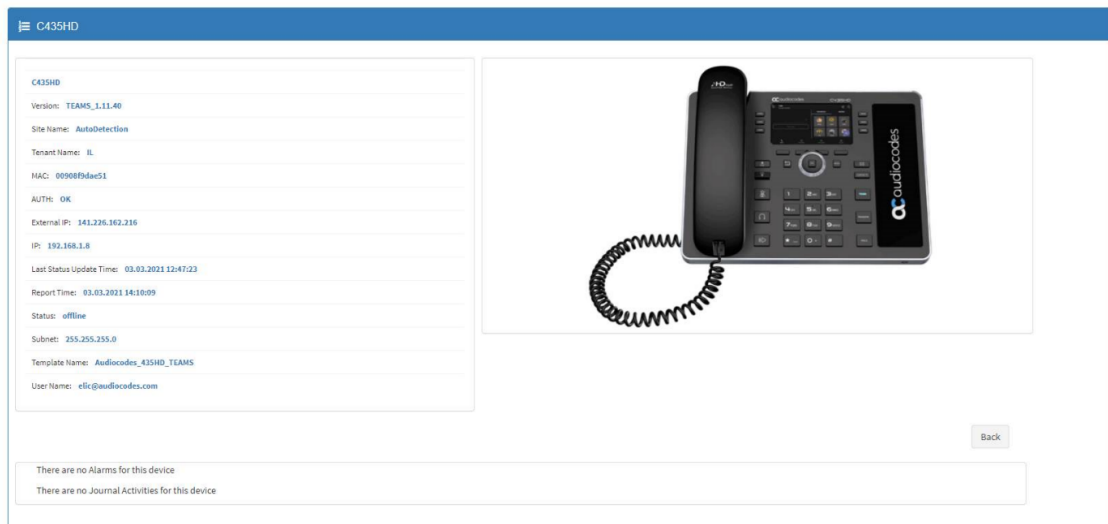 C435HD
C435HD
Version: TEAMS_1.11.40
Site Name: AutoDetection
Tenant Name: IL
MAC: 00908f9dae51
AUTH: OK
External IP: 141.226.162.216
IP: 192.168.1.8
Last Status Update Time: 03.03.2021 12:47:23
Report Time: 03.03.2021 14:10:09
Status: offline
Subnet: 255.255.255.0
Template Name: Audiocodes_435HD_TEAMS
User Name: elic@audiocodes.com
audiocodes
Back
There are no Alarms for this device
There are no Journal Activities for this device